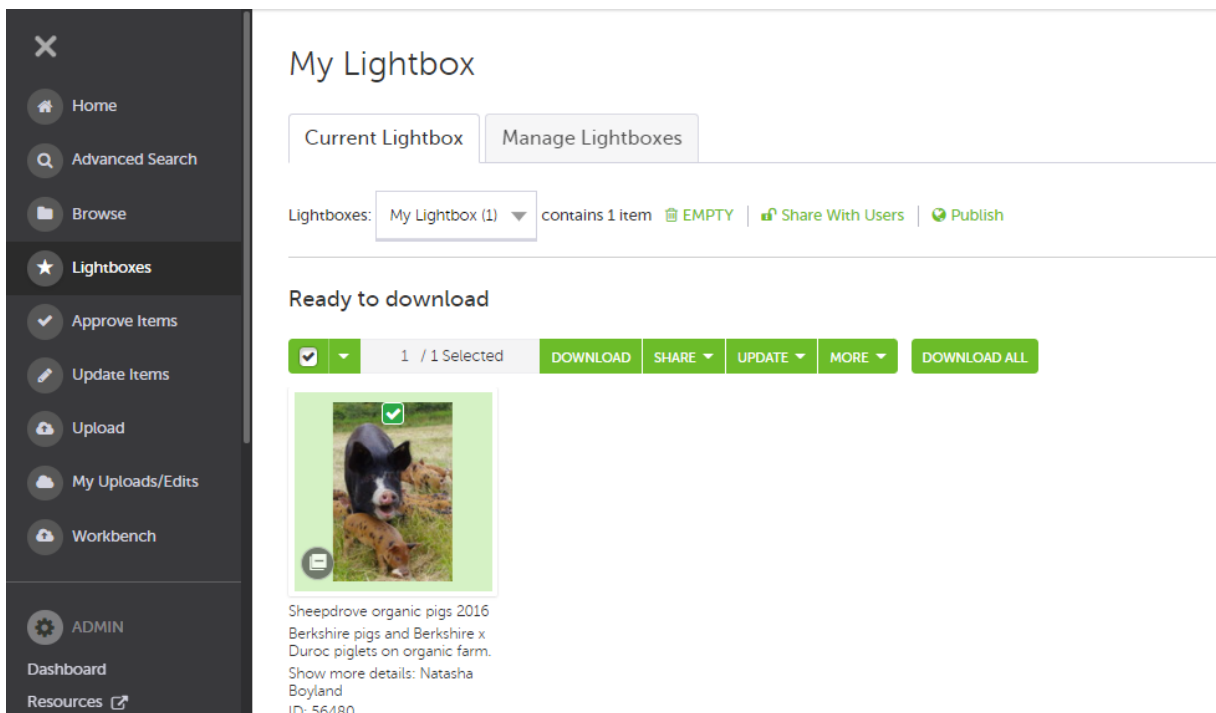 Home
Advanced Search
Browse
Lightboxes
Approve Items
Update Items
Upload
My Uploads/Edits
Workbench
ADMIN
Dashboard
Resources
My Lightbox
Current Lightbox Manage Lightboxes
Lightboxes: My Lightbox (1) contains 1 item EMPTY | Share With Users | Publish
Ready to download
1 / 1 Selected DOWNLOAD SHARE UPDATE MORE DOWNLOAD ALL
Sheepdrove organic pigs 2016
Berkshire pigs and Berkshire x
Duroc piglets on organic farm.
Show more details: Natasha
Boyland
ID: 56480